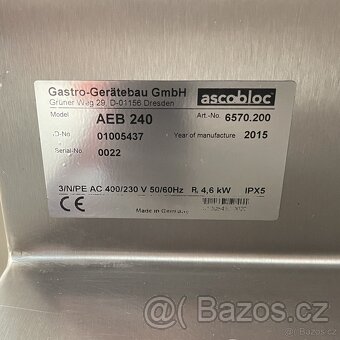 Gastro-Gerätebau GmbH
Grüner Weg 29, D-01156 Dresden
ascobloc
Model AEB 240 Art.-No. 6570.200
ID-No 01005437 Year of manufacture 2015
Serial-No. 0022
3/N/PE AC 400/230 V 50/60Hz R, 4,6 kW IPX5
CE
Made in Germany
Bazos.cz